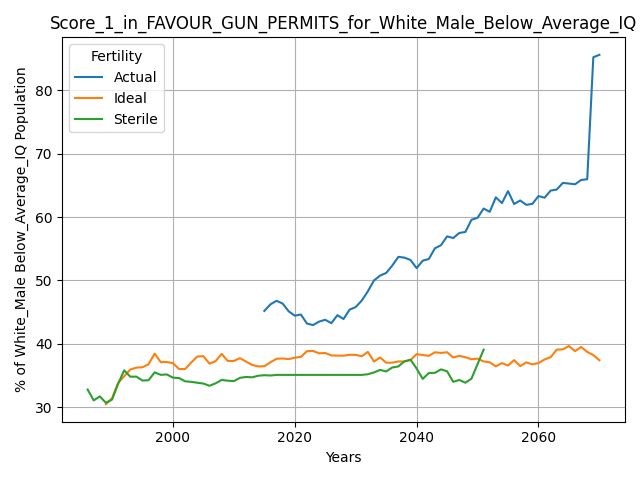 Score_1_in_FAVOUR_GUN_PERMITS_for_White_Male_Below_Average_IQ
Fertility
Actual
Ideal
Sterile
% of White_Male Below_Average_IQ Population
80
70
60
50
40
30
2000
2020
2040
2060
Years